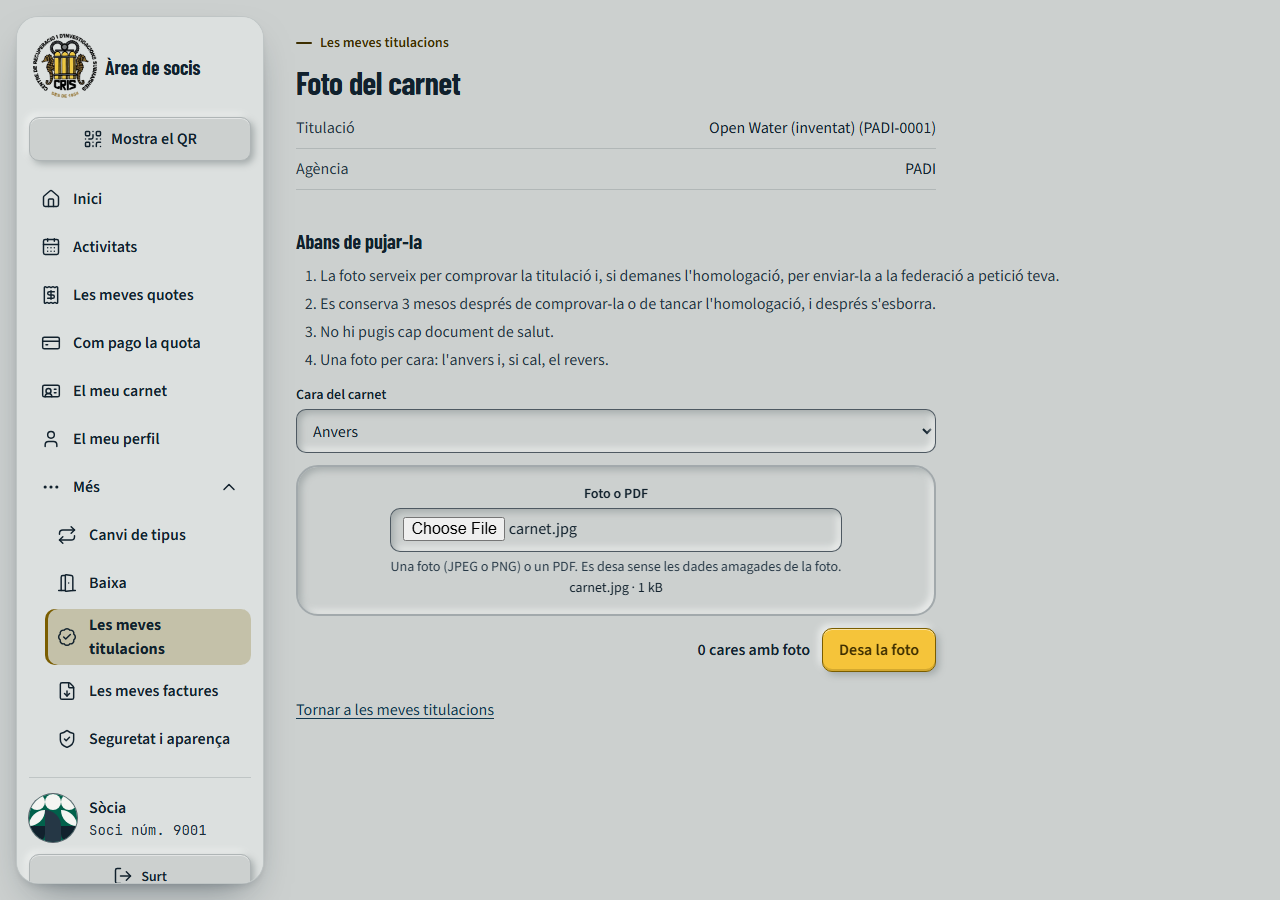 CENTRE DE RECUPERACIÓ I D'INVESTIGACIONS SUBMARINES
CRIS
Àrea de socis
Mostra el QR
Inici
Activitats
Les meves quotes
Com pago la quota
El meu carnet
El meu perfil
Més
Canvi de tipus
Baixa
Les meves
titulacions
Les meves factures
Seguretat i aparença
Sòcia
Soci núm. 9001
Surt
Les meves titulacions
Foto del carnet
Titulació
Open Water (inventat) (PADI-0001)
Agència
PADI
Abans de pujar-la
1. La foto serveix per comprovar la titulació i, si demanes l'homologació, per enviar-la a la federació a petició teva.
2. Es conserva 3 mesos després de comprovar-la o de tancar l'homologació, i després s'esborra.
3. No hi pugis cap document de salut.
4. Una foto per cara: l'anvers i, si cal, el revers.
Cara del carnet
Anvers
Foto o PDF
Choose File carnet.jpg
Una foto (JPEG o PNG) o un PDF. Es desa sense les dades amagades de la foto.
carnet.jpg · 1 kB
0 cares amb foto
Desa la foto
Tornar a les meves titulacions